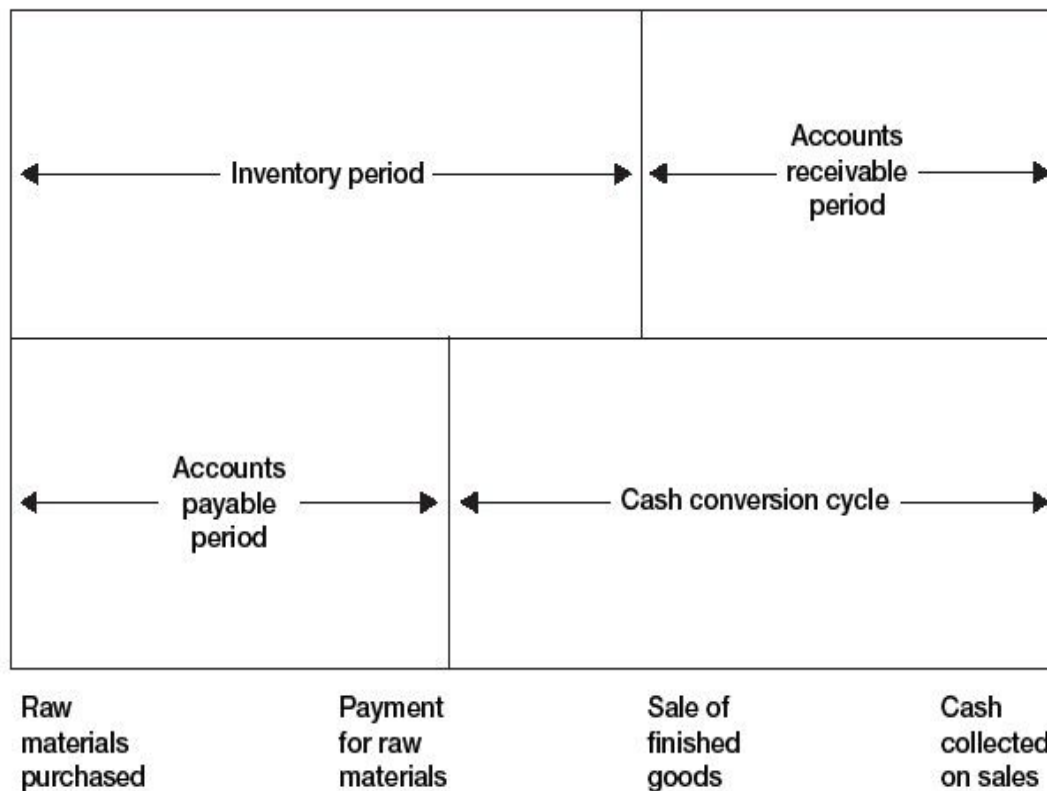 Inventory period
Accounts
receivable
period
Accounts
payable
period
Cash conversion cycle
Raw
materials
purchased
Payment
for raw
materials
Sale of
finished
goods
Cash
collected
on sales